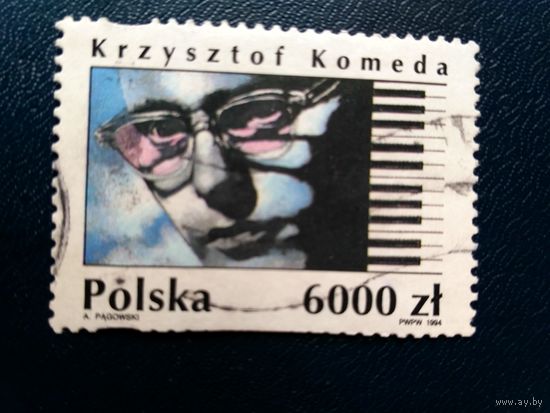 Krzysztof Komeda
Polska 6000 zł
A. PĄGOWSKI PWPW 1994
www.ay.by